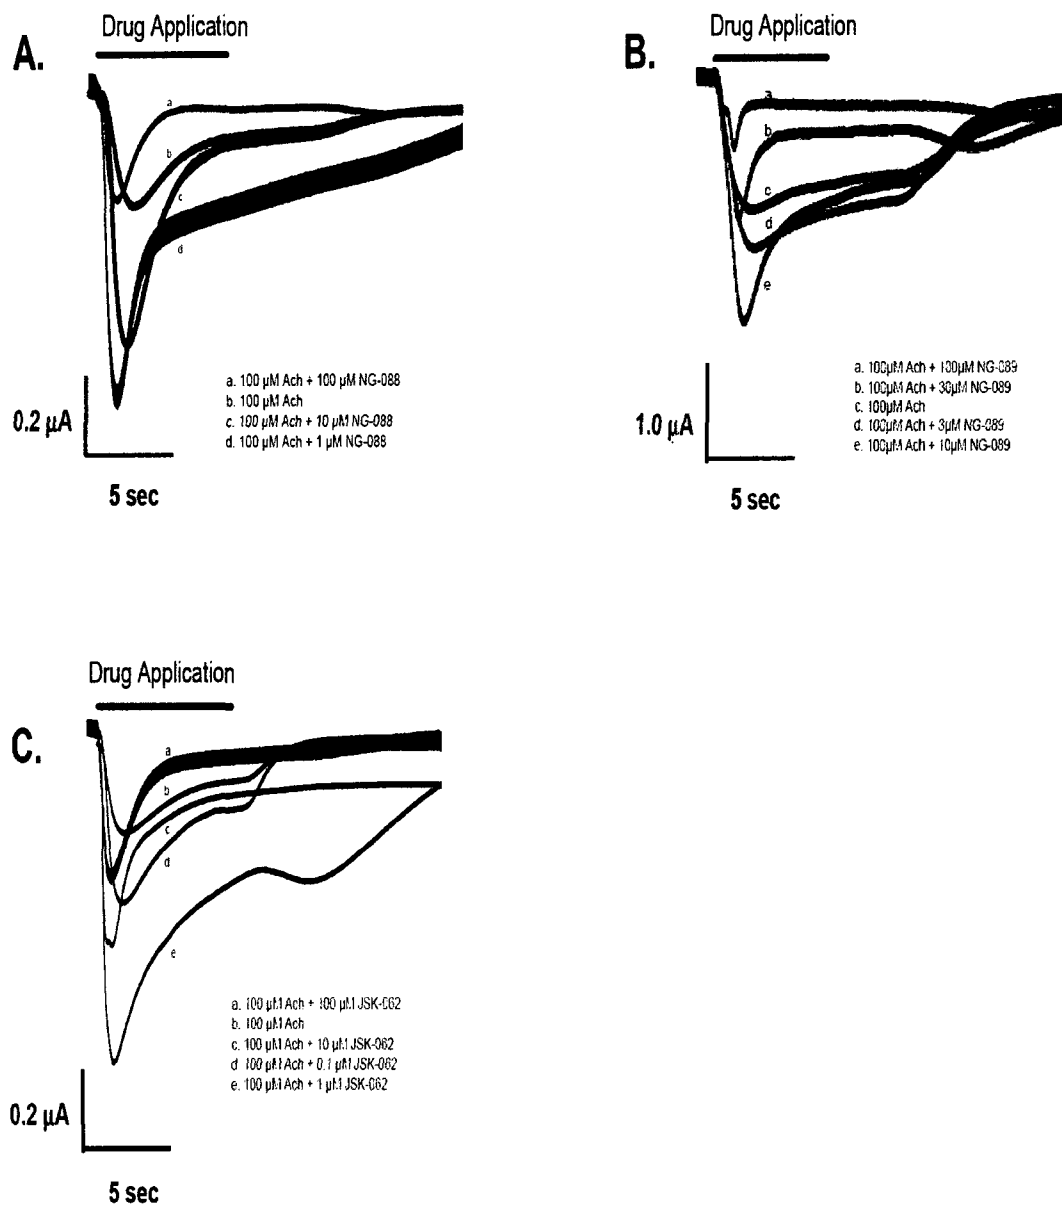 A.
Drug Application
a
b
c
d
a. 100 µM Ach + 100 µM NG-088
b. 100 µM Ach
c. 100 µM Ach + 10 µM NG-088
d. 100 µM Ach + 1 µM NG-088
0.2 µA
5 sec
B.
Drug Application
a
b
c
d
e
a. 100µM Ach + 100µM NG-089
b. 100µM Ach + 30µM NG-089
c. 100µM Ach
d. 100µM Ach + 3µM NG-089
e. 100µM Ach + 10µM NG-089
1.0 µA
5 sec
C.
Drug Application
a
b
c
d
e
a. 100 µM Ach + 100 µM JSK-062
b. 100 µM Ach
c. 100 µM Ach + 10 µM JSK-062
d 100 µM Ach + 0.1 µM JSK-062
e. 100 µM Ach + 1 µM JSK-062
0.2 µA
5 sec